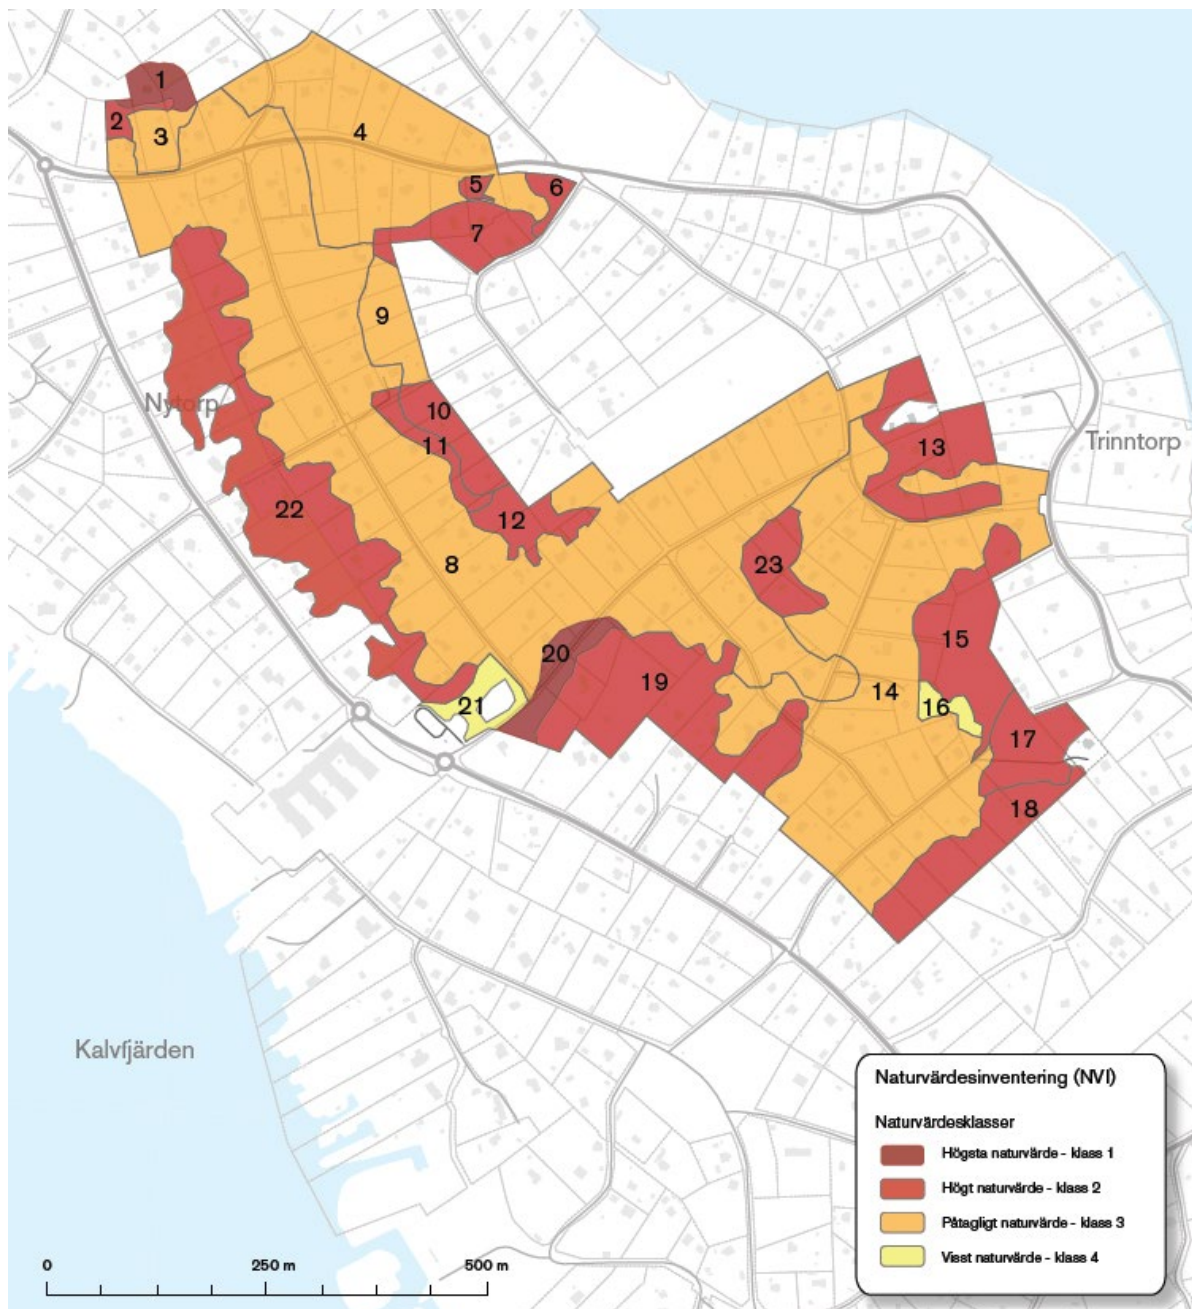 1
2
3
4
5
6
7
9
10
11
Nytorp
13
Trinntorp
22
12
8
23
15
20
19
14
16
21
17
18
Kalvfjärden
Naturvärdesinventering (NVI)
Naturvärdesklasser
Högsta naturvärde - klass 1
Högt naturvärde - klass 2
Påtagligt naturvärde - klass 3
Visst naturvärde - klass 4
0 250 m 500 m